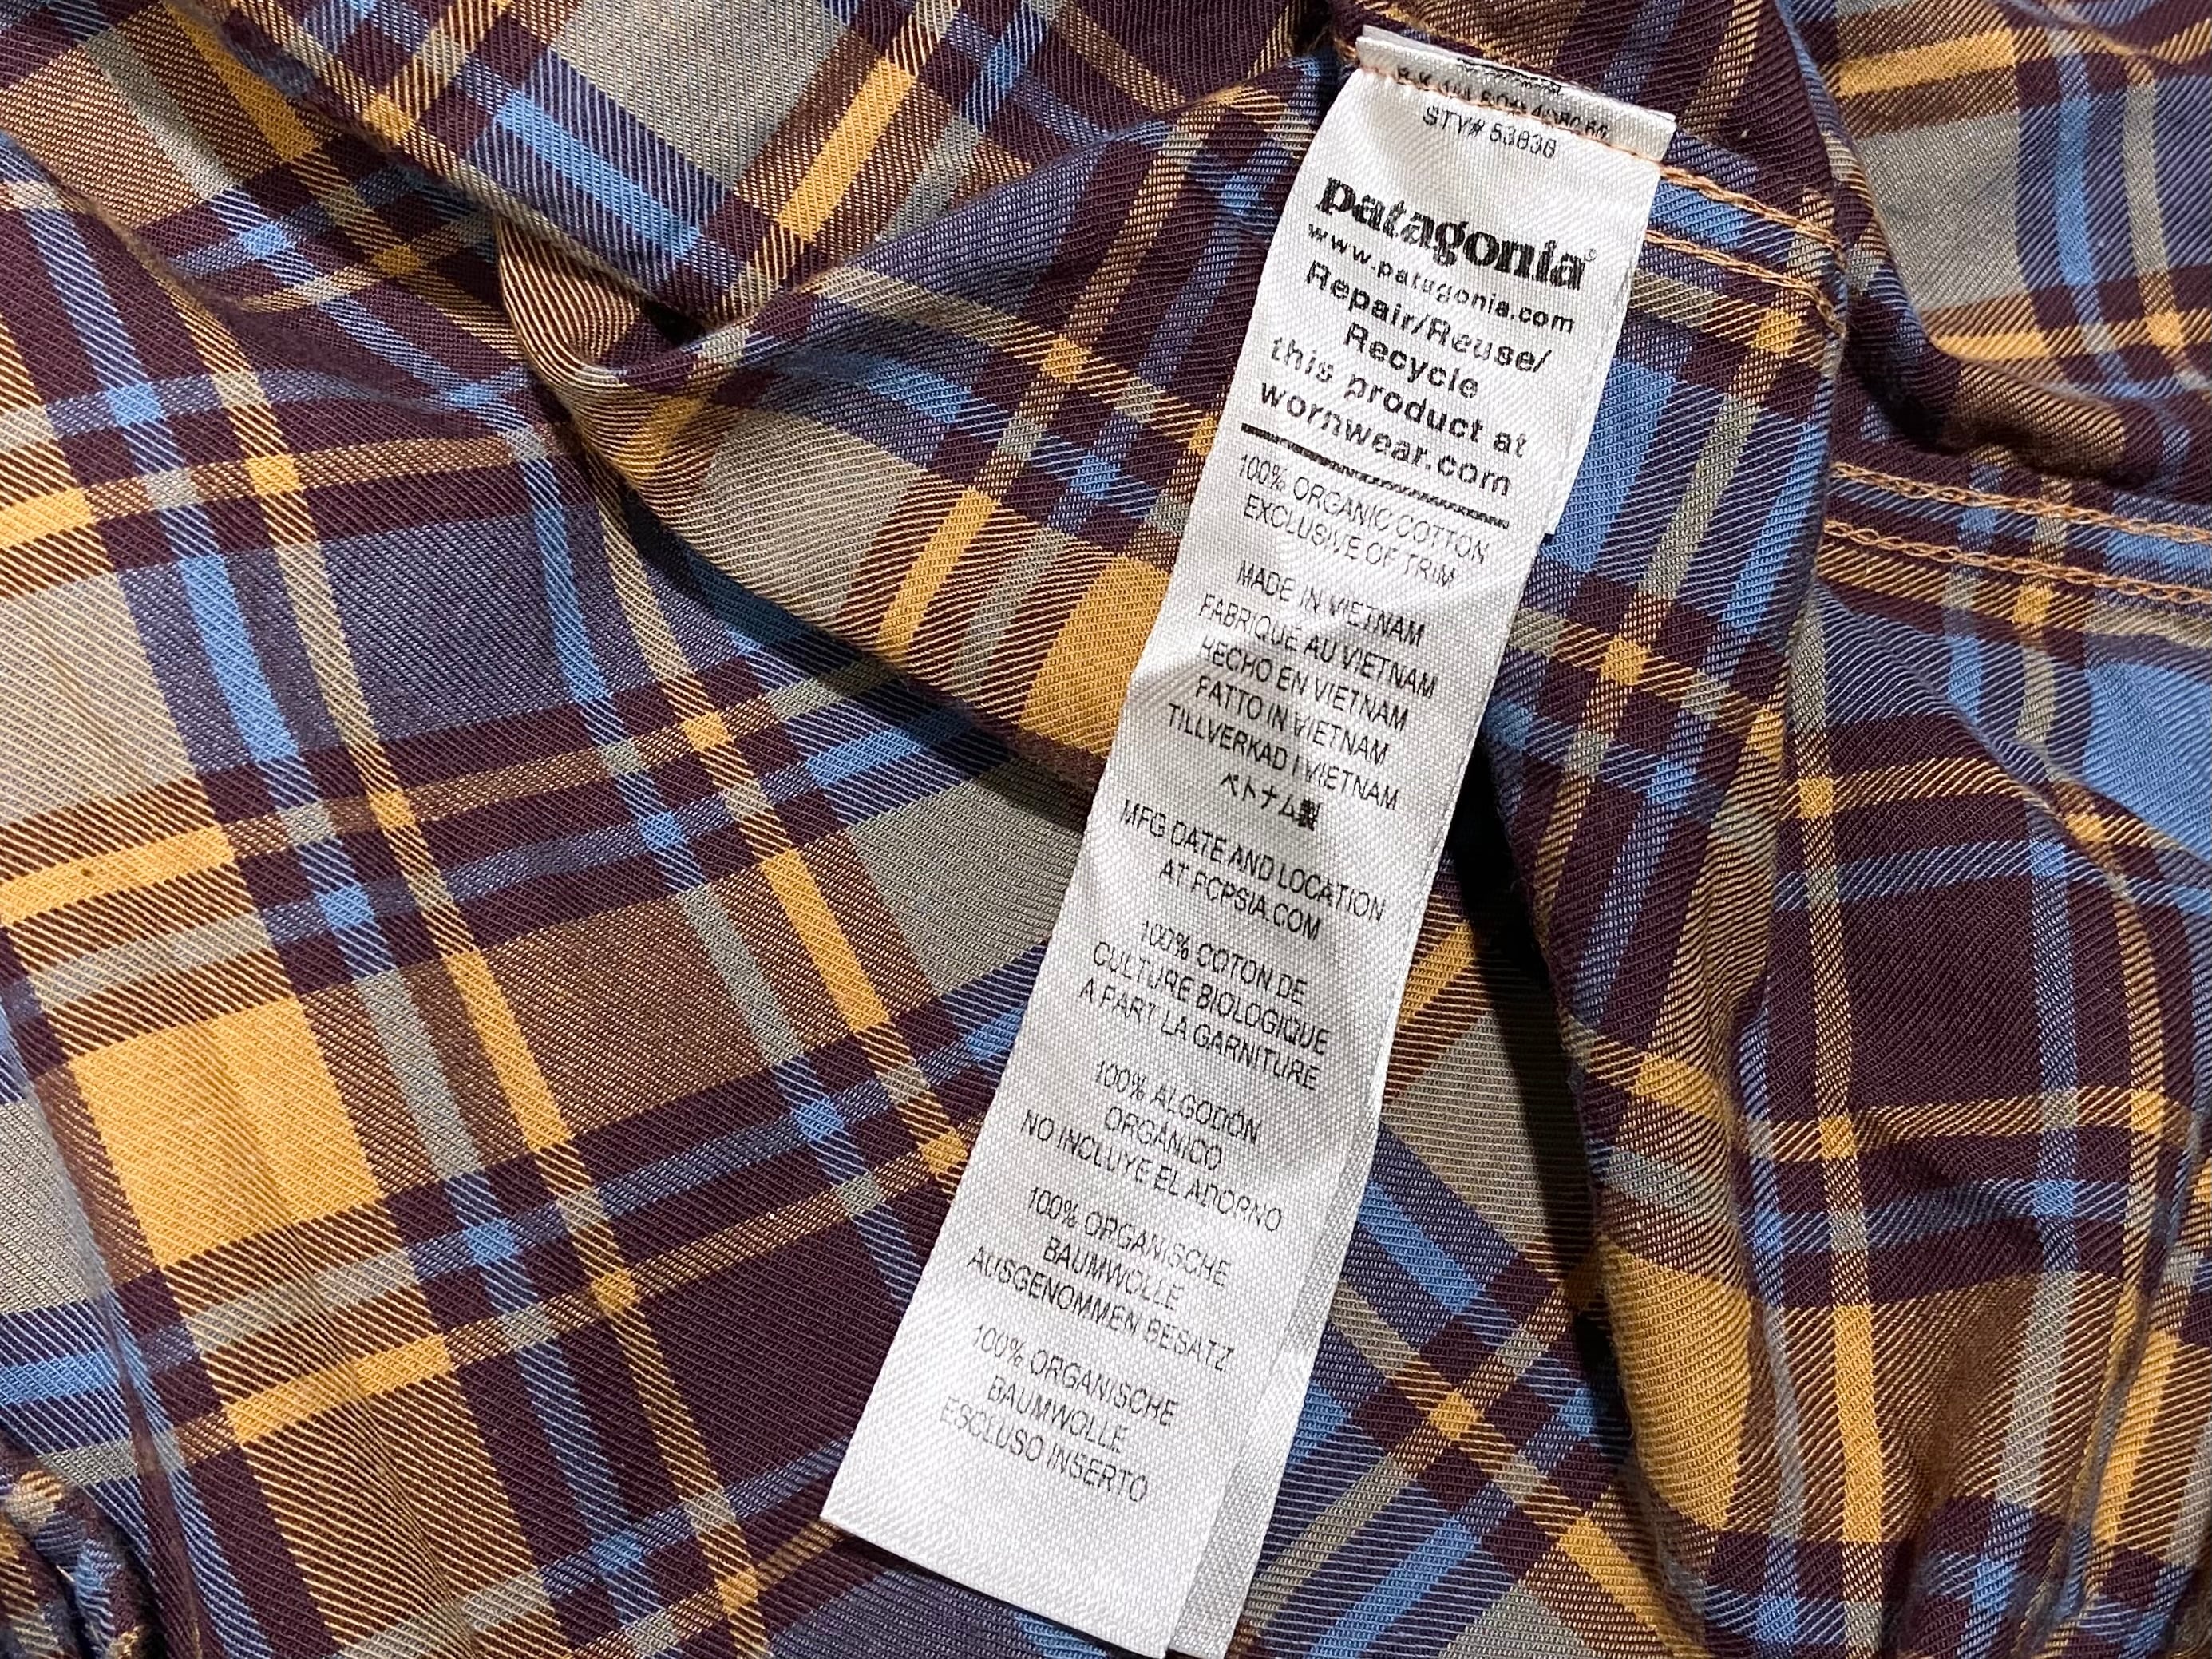 STY# 53838
patagonia®
www.patagonia.com
Repair/Reuse/
Recycle
this product at
wornwear.com
100% ORGANIC COTTON
EXCLUSIVE OF TRIM
MADE IN VIETNAM
FABRIQUÉ AU VIETNAM
HECHO EN VIETNAM
FATTO IN VIETNAM
TILLVERKAD I VIETNAM
ベトナム製
MFG DATE AND LOCATION
AT PCPSIA.COM
100% COTON DE
CULTURE BIOLOGIQUE
A PART LA GARNITURE
100% ALGODÓN
ORGÁNICO
NO INCLUYE EL ADORNO
100% ORGANISCHE
BAUMWOLLE
AUSGENOMMEN BESATZ
100% ORGANISCHE
BAUMWOLLE
ESCLUSO INSERTO